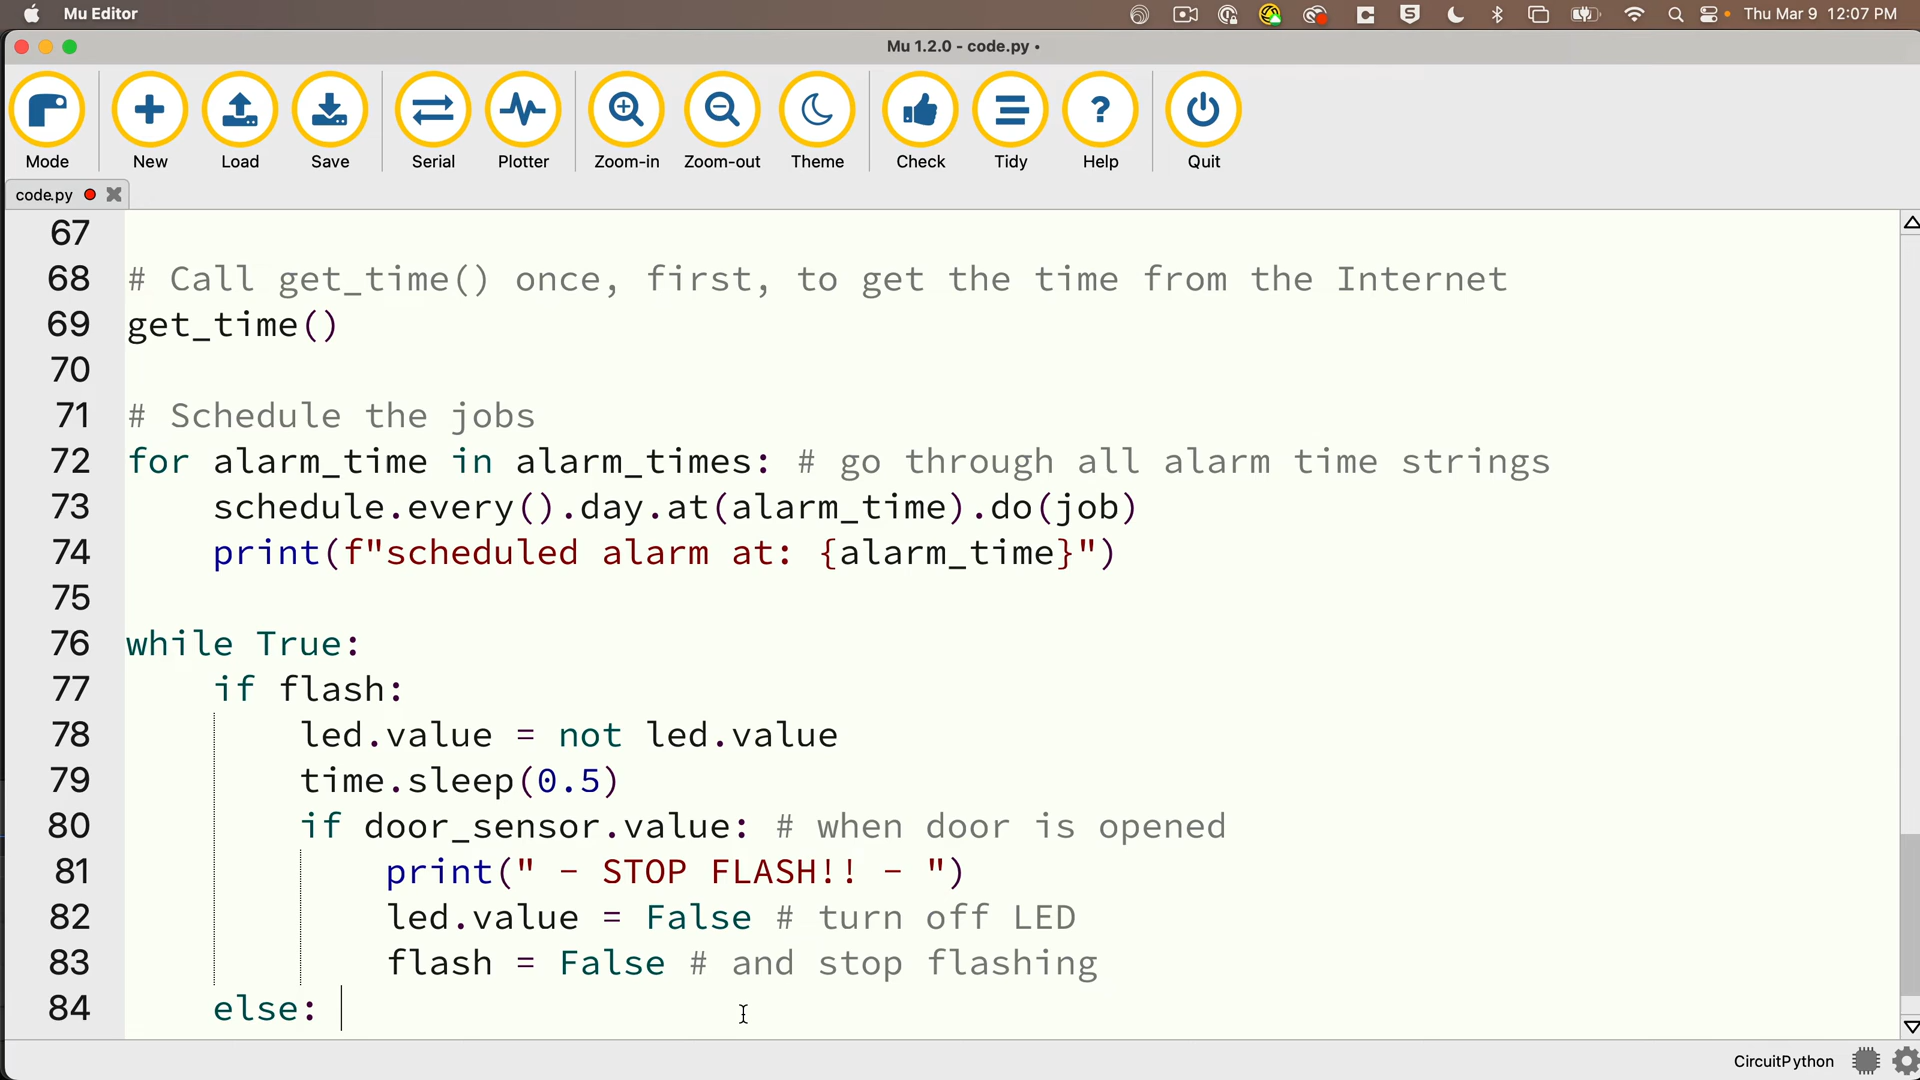 Mu Editor
Thu Mar 9 12:07 PM
Mu 1.2.0 - code.py •
Mode New Load Save Serial Plotter Zoom-in Zoom-out Theme Check Tidy Help Quit
code.py
67
68 # Call get_time() once, first, to get the time from the Internet
69 get_time()
70
71 # Schedule the jobs
72 for alarm_time in alarm_times: # go through all alarm time strings
73 schedule.every().day.at(alarm_time).do(job)
74 print(f"scheduled alarm at: {alarm_time}")
75
76 while True:
77 if flash:
78 led.value = not led.value
79 time.sleep(0.5)
80 if door_sensor.value: # when door is opened
81 print(" - STOP FLASH!! - ")
82 led.value = False # turn off LED
83 flash = False # and stop flashing
84 else:
CircuitPython